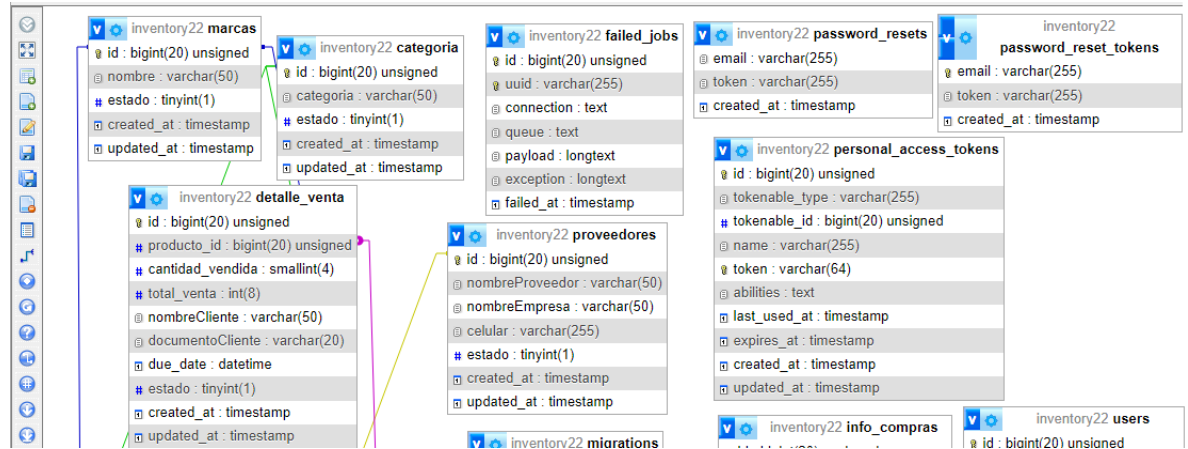 inventory22 marcas
id : bigint(20) unsigned
nombre : varchar(50)
estado : tinyint(1)
created_at : timestamp
updated_at : timestamp
inventory22 categoria
id : bigint(20) unsigned
categoria : varchar(50)
estado : tinyint(1)
created_at : timestamp
updated_at : timestamp
inventory22 failed_jobs
id : bigint(20) unsigned
uuid : varchar(255)
connection : text
queue : text
payload : longtext
exception : longtext
failed_at : timestamp
inventory22 password_resets
email : varchar(255)
token : varchar(255)
created_at : timestamp
inventory22
password_reset_tokens
email : varchar(255)
token : varchar(255)
created_at : timestamp
inventory22 personal_access_tokens
id : bigint(20) unsigned
tokenable_type : varchar(255)
tokenable_id : bigint(20) unsigned
name : varchar(255)
token : varchar(64)
abilities : text
last_used_at : timestamp
expires_at : timestamp
created_at : timestamp
updated_at : timestamp
inventory22 detalle_venta
id : bigint(20) unsigned
producto_id : bigint(20) unsigned
cantidad_vendida : smallint(4)
total_venta : int(8)
nombreCliente : varchar(50)
documentoCliente : varchar(20)
due_date : datetime
estado : tinyint(1)
created_at : timestamp
updated_at : timestamp
inventory22 proveedores
id : bigint(20) unsigned
nombreProveedor : varchar(50)
nombreEmpresa : varchar(50)
celular : varchar(255)
estado : tinyint(1)
created_at : timestamp
updated_at : timestamp
inventory22 migrations
inventory22 info_compras
inventory22 users
id : bigint(20) unsigned